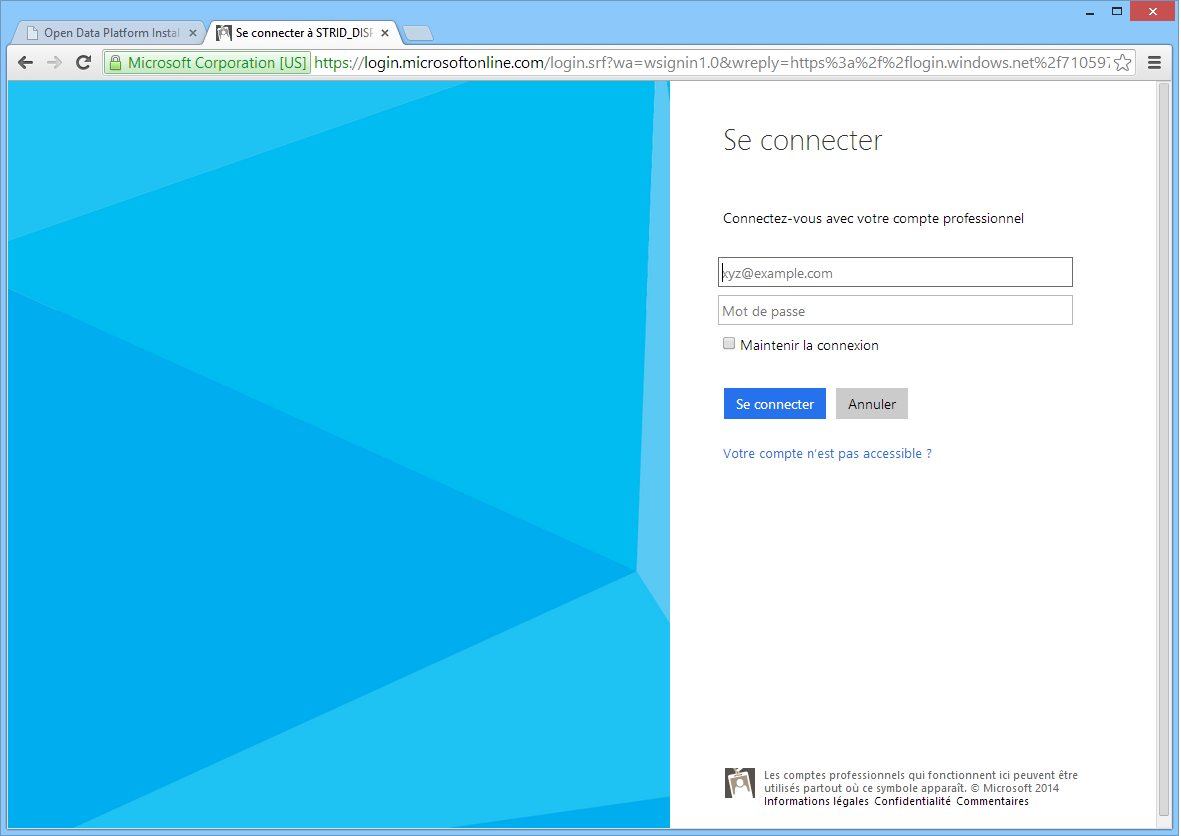 Open Data Platform Instal
Se connecter à STRID_DISP
Microsoft Corporation [US] https://login.microsoftonline.com/login.srf?wa=wsignin1.0&wreply=https%3a%2f%2flogin.windows.net%2f710597
Se connecter
Connectez-vous avec votre compte professionnel
xyz@example.com
Mot de passe
Maintenir la connexion
Se connecter Annuler
Votre compte n'est pas accessible ?
Les comptes professionnels qui fonctionnent ici peuvent être
utilisés partout où ce symbole apparaît. © Microsoft 2014
Informations légales Confidentialité Commentaires